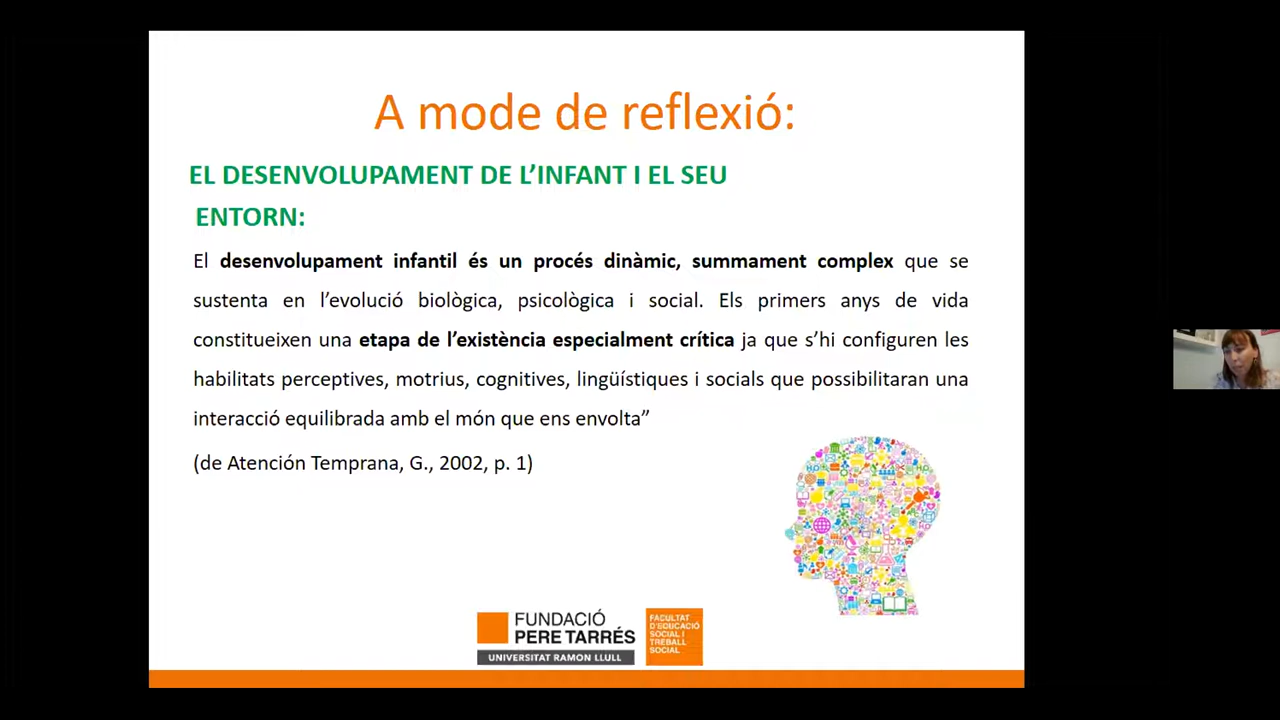 A mode de reflexió:
EL DESENVOLUPAMENT DE L’INFANT I EL SEU
ENTORN:
El desenvolupament infantil és un procés dinàmic, summament complex que se
sustenta en l’evolució biològica, psicològica i social. Els primers anys de vida
constitueixen una etapa de l’existència especialment crítica ja que s’hi configuren les
habilitats perceptives, motrius, cognitives, lingüístiques i socials que possibilitaran una
interacció equilibrada amb el món que ens envolta”
(de Atención Temprana, G., 2002, p. 1)
FUNDACIÓ
PERE TARRÉS
UNIVERSITAT RAMON LLULL
FACULTAT
D'EDUCACIÓ
SOCIAL I
TREBALL
SOCIAL